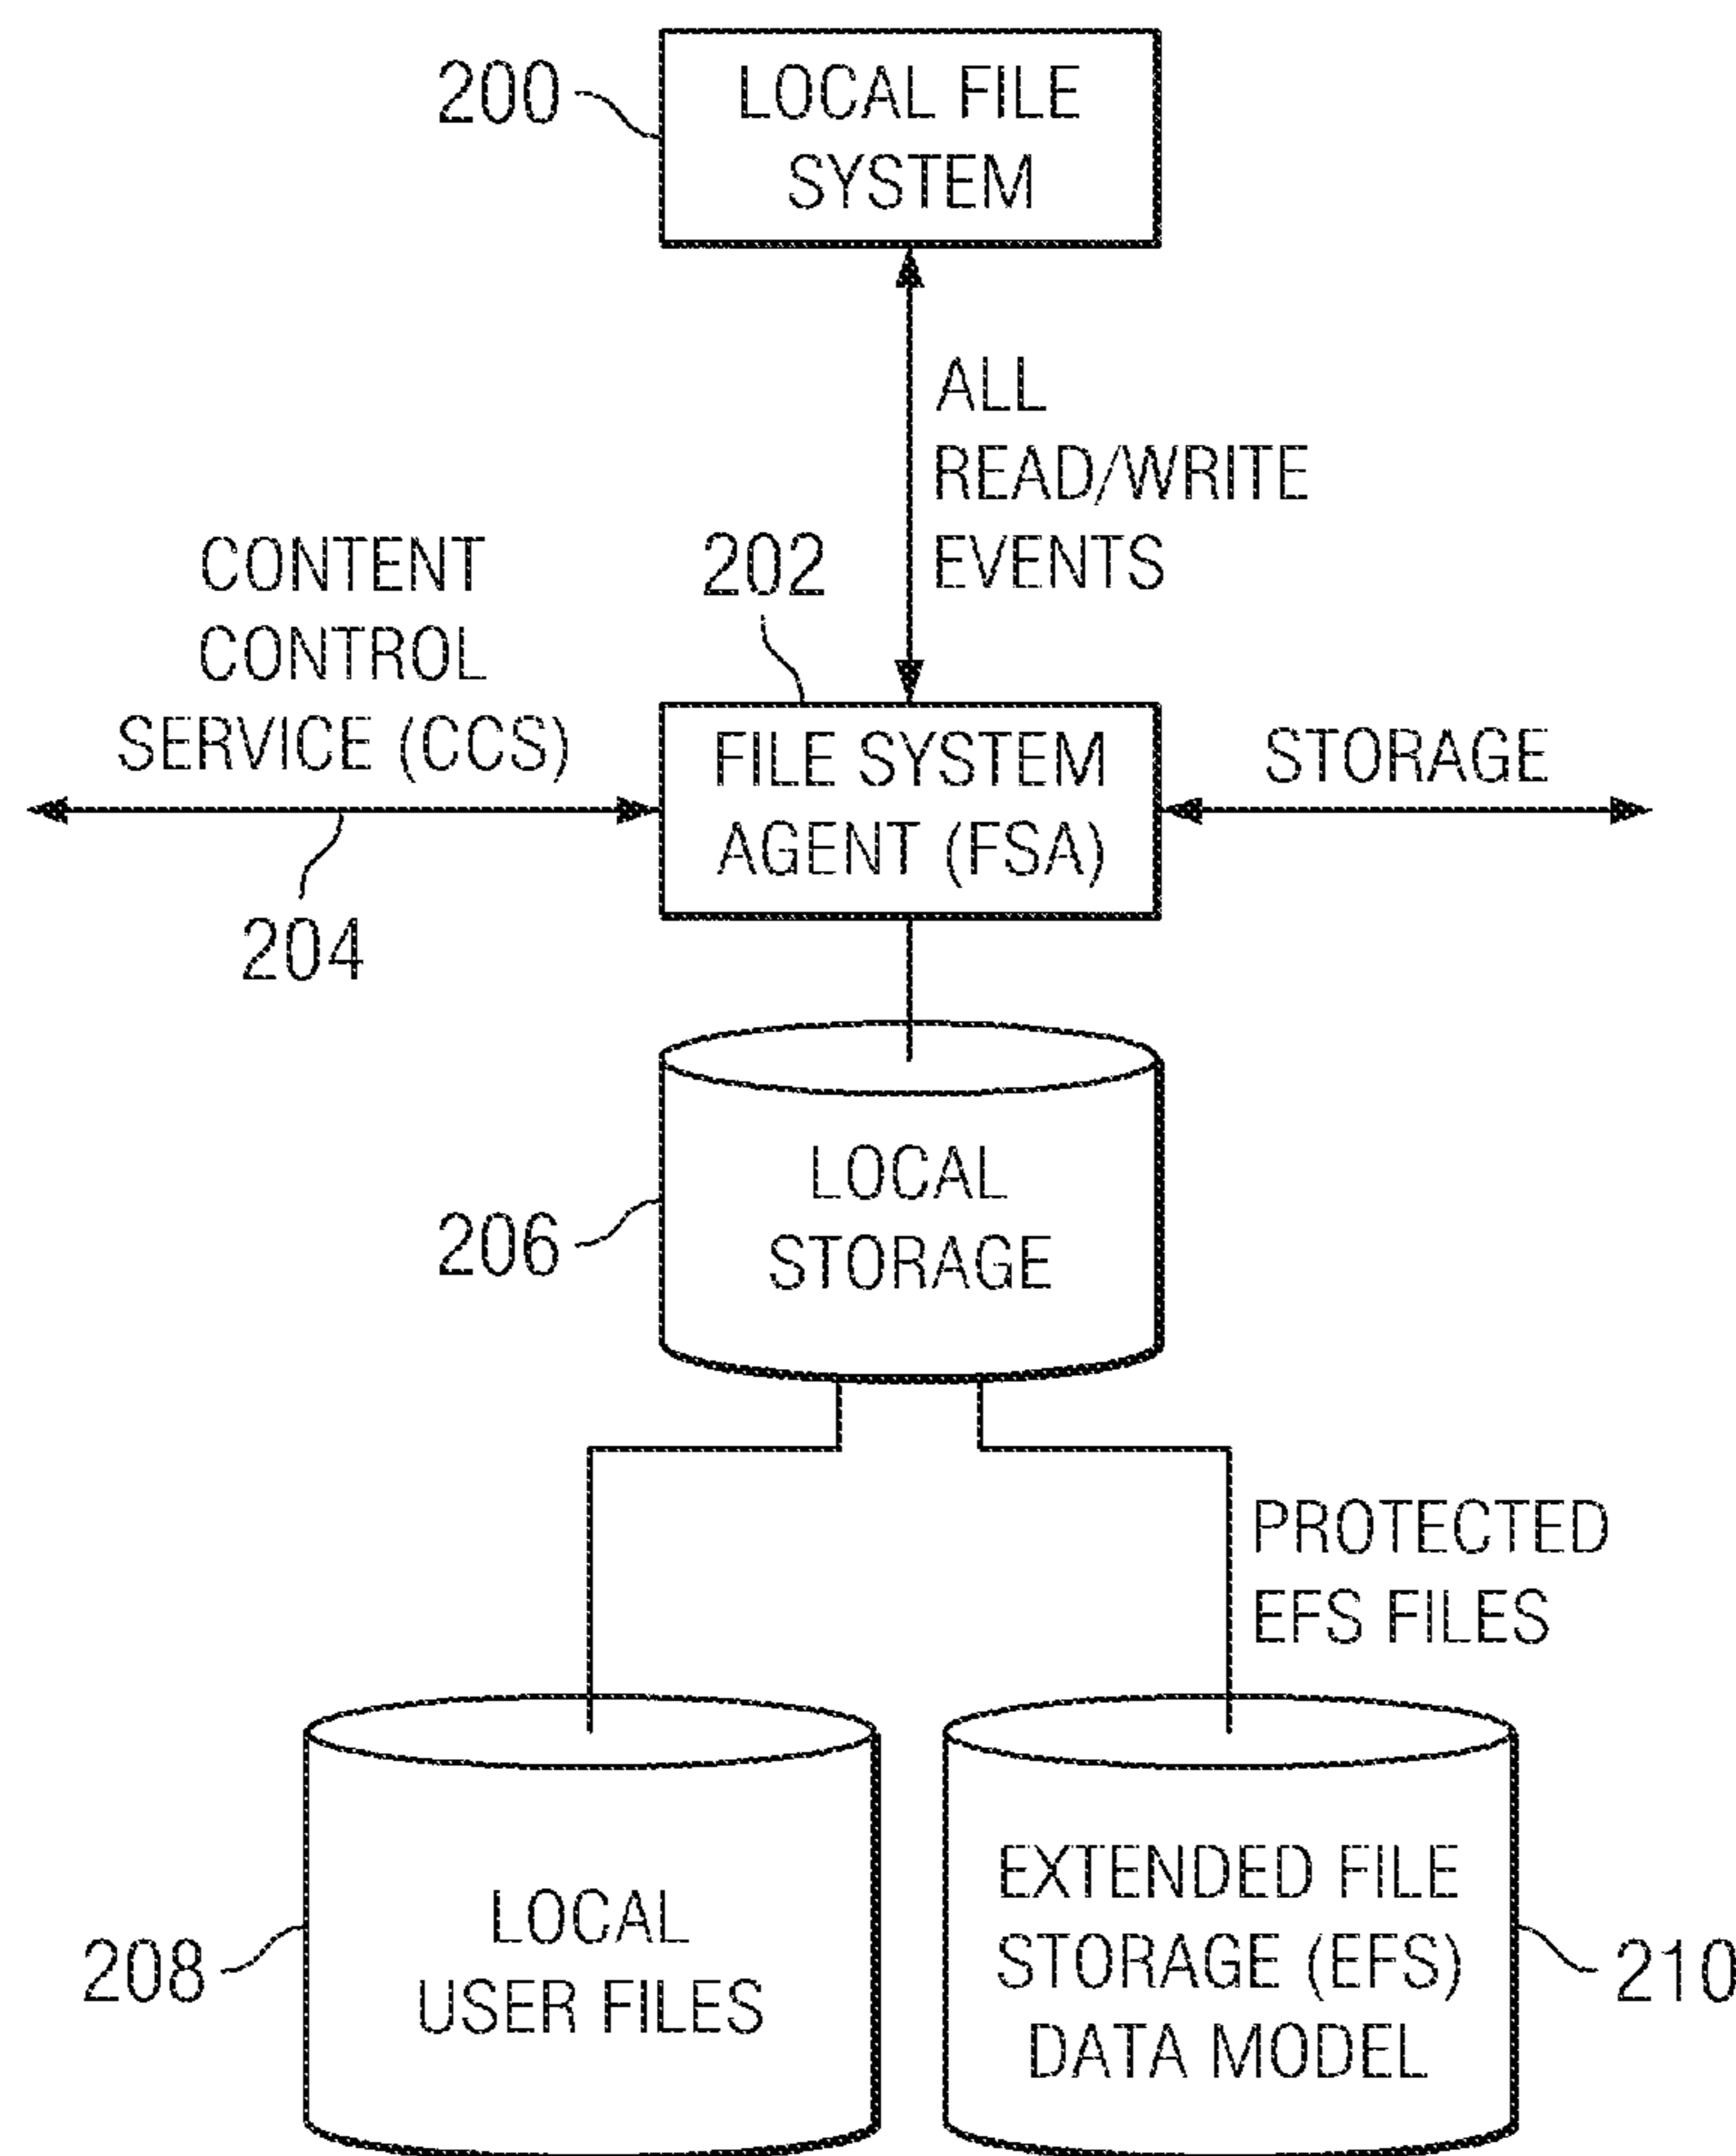 200
LOCAL FILE
SYSTEM
ALL
READ/WRITE
EVENTS
CONTENT
CONTROL
SERVICE (CCS)
202
204
FILE SYSTEM
AGENT (FSA)
STORAGE
206
LOCAL
STORAGE
PROTECTED
EFS FILES
208
LOCAL
USER FILES
EXTENDED FILE
STORAGE (EFS)
DATA MODEL
210